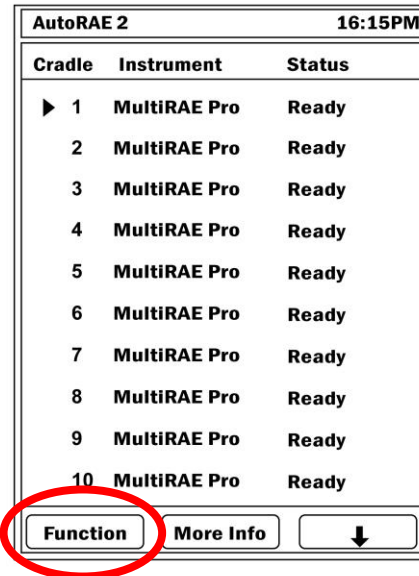 AutoRAE 2 16:15PM
Cradle Instrument Status
1 MultiRAE Pro Ready
2 MultiRAE Pro Ready
3 MultiRAE Pro Ready
4 MultiRAE Pro Ready
5 MultiRAE Pro Ready
6 MultiRAE Pro Ready
7 MultiRAE Pro Ready
8 MultiRAE Pro Ready
9 MultiRAE Pro Ready
10 MultiRAE Pro Ready
Function More Info